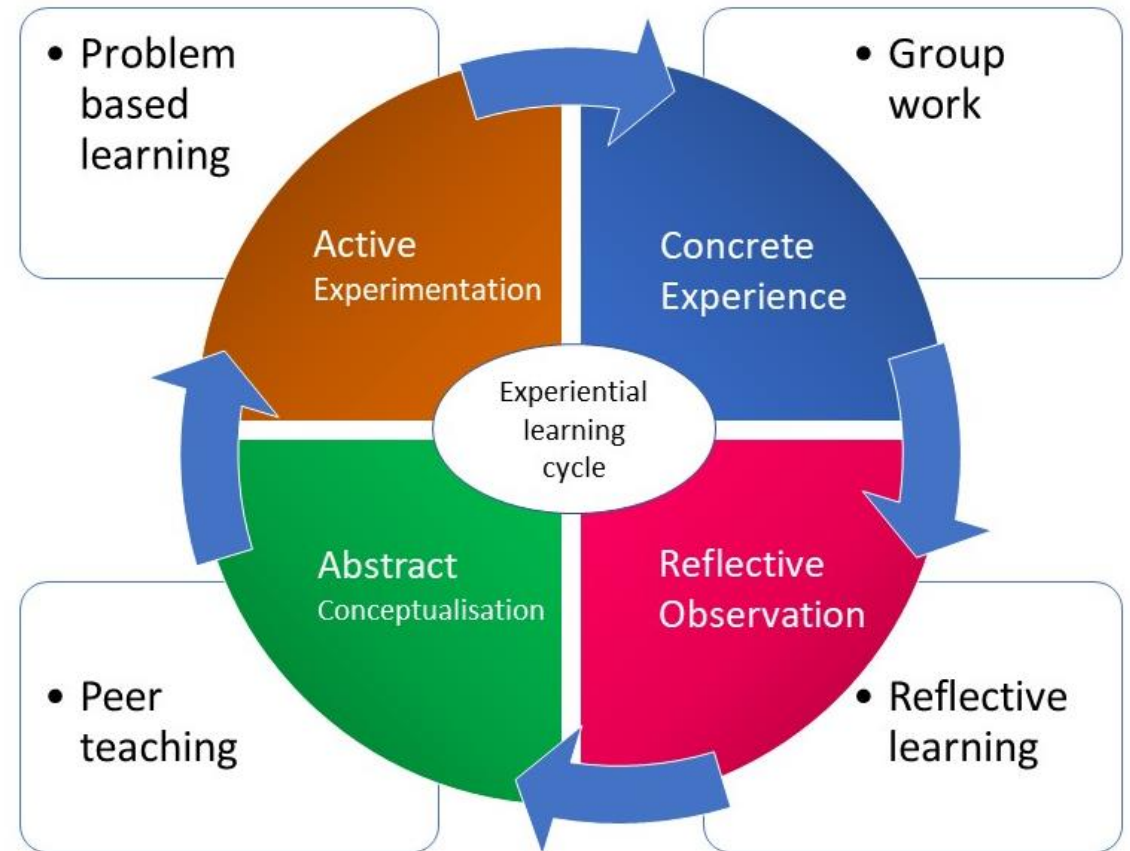 • Problem
based
learning
• Group
work
Active
Experimentation
Concrete
Experience
Experiential
learning
cycle
Abstract
Conceptualisation
Reflective
Observation
• Peer
teaching
• Reflective
learning